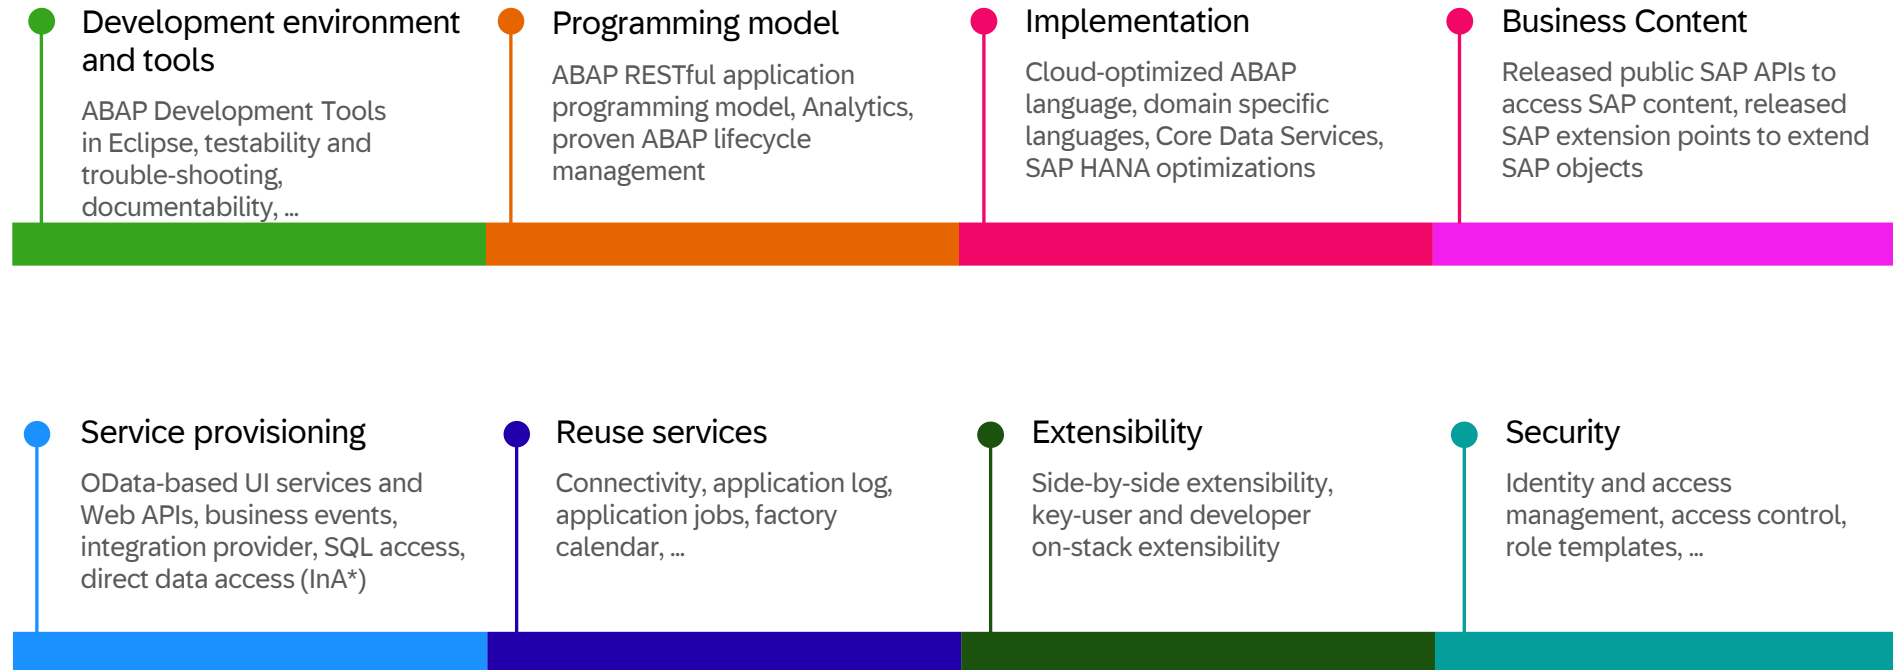 Development environment
and tools
ABAP Development Tools
in Eclipse, testability and
trouble-shooting,
documentability, ...
Programming model
ABAP RESTful application
programming model, Analytics,
proven ABAP lifecycle
management
Implementation
Cloud-optimized ABAP
language, domain specific
languages, Core Data Services,
SAP HANA optimizations
Business Content
Released public SAP APIs to
access SAP content, released
SAP extension points to extend
SAP objects
Service provisioning
OData-based UI services and
Web APIs, business events,
integration provider, SQL access,
direct data access (InA*)
Reuse services
Connectivity, application log,
application jobs, factory
calendar, ...
Extensibility
Side-by-side extensibility,
key-user and developer
on-stack extensibility
Security
Identity and access
management, access control,
role templates, ...